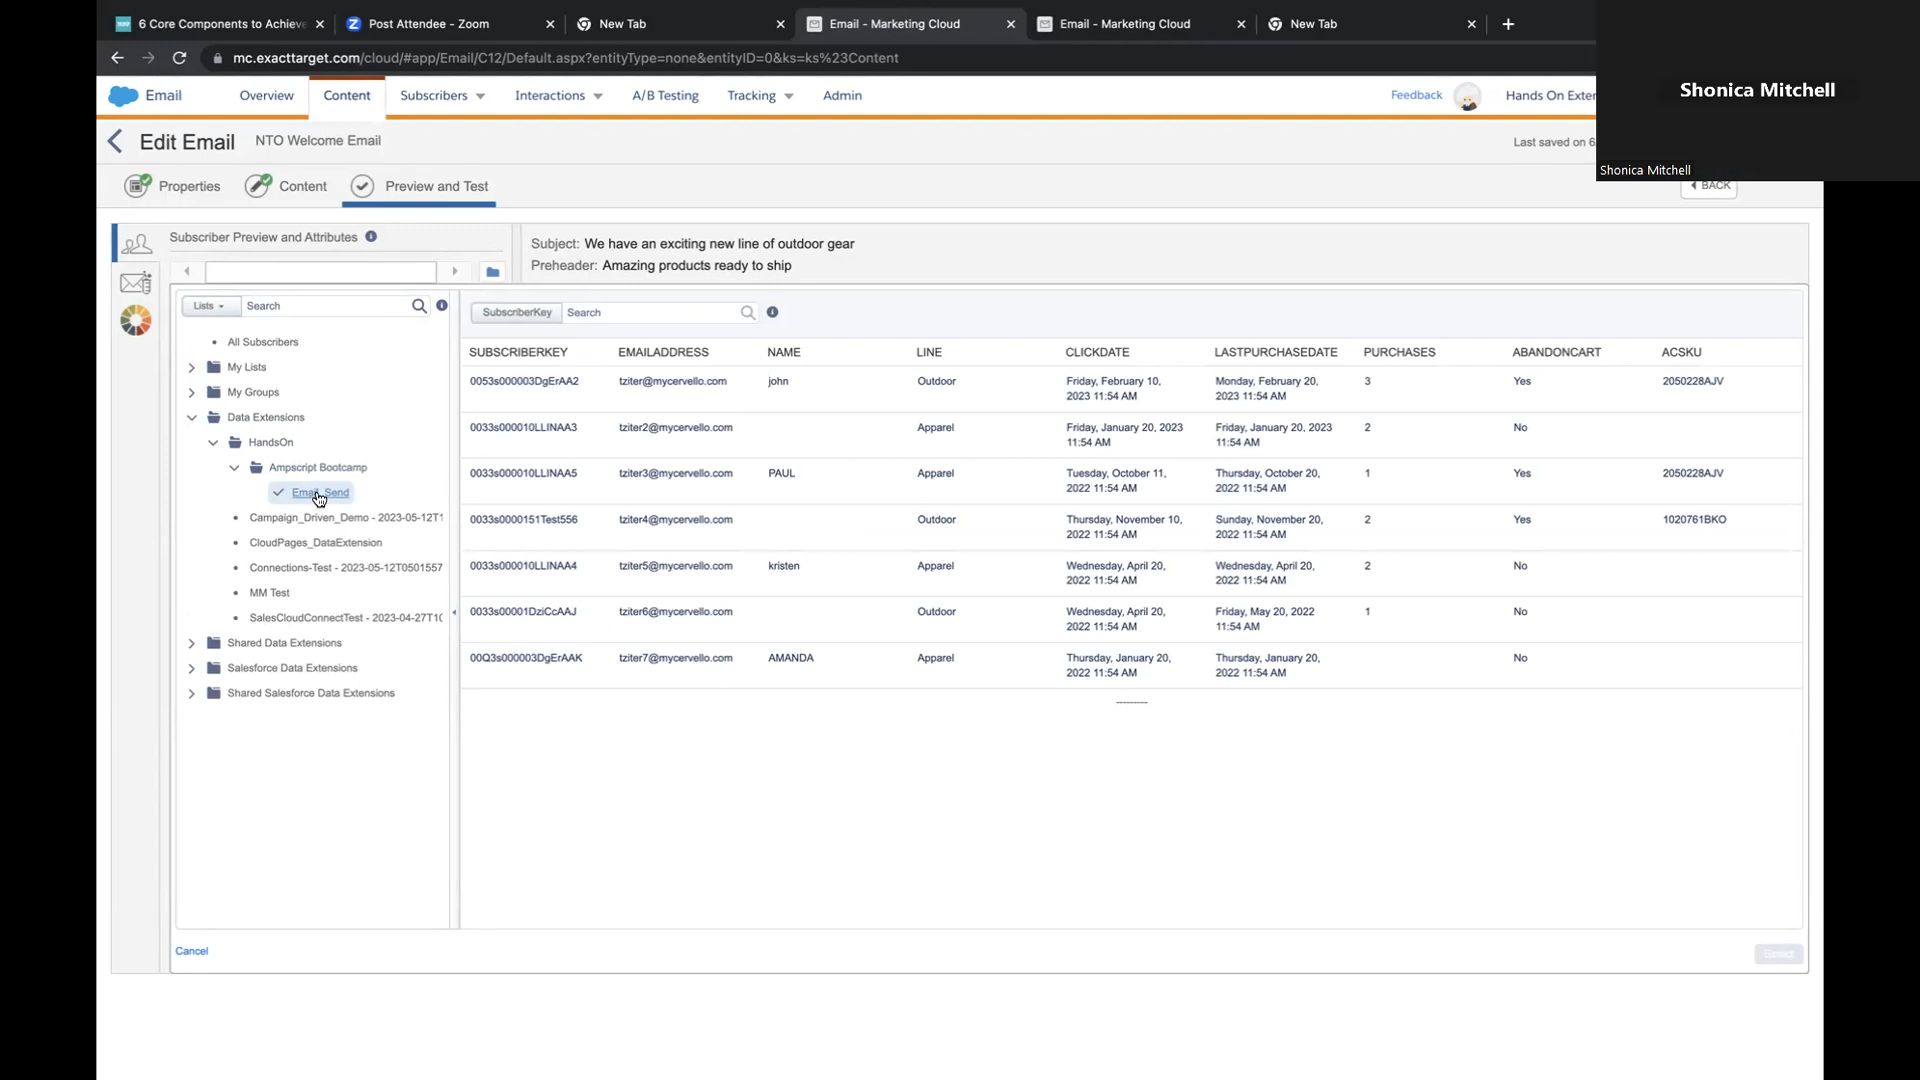 6 Core Components to Achieve
Post Attendee - Zoom
New Tab
Email - Marketing Cloud
Email - Marketing Cloud
New Tab
mc.exacttarget.com/cloud/#app/Email/C12/Default.aspx?entityType=none&entityID=0&ks=ks%23Content
Shonica Mitchell
Shonica Mitchell
Email
Overview
Content
Subscribers
Interactions
A/B Testing
Tracking
Admin
Feedback
Hands On Exter
Edit Email
NTO Welcome Email
Last saved on 6
Properties
Content
Preview and Test
BACK
Subscriber Preview and Attributes
Subject: We have an exciting new line of outdoor gear
Preheader: Amazing products ready to ship
Lists
Search
All Subscribers
My Lists
My Groups
Data Extensions
HandsOn
Ampscript Bootcamp
Email_Send
Campaign_Driven_Demo - 2023-05-12T1
CloudPages_DataExtension
Connections-Test - 2023-05-12T0501557
MM Test
SalesCloudConnectTest - 2023-04-27T10
Shared Data Extensions
Salesforce Data Extensions
Shared Salesforce Data Extensions
SubscriberKey
Search
SUBSCRIBERKEY EMAILADDRESS NAME LINE CLICKDATE LASTPURCHASEDATE PURCHASES ABANDONCART ACSKU
0053s000003DgErAA2 tziter@mycervello.com john Outdoor Friday, February 10, Monday, February 20, 3 Yes 2050228AJV
2023 11:54 AM 2023 11:54 AM
0033s000010LLINAA3 tziter2@mycervello.com Apparel Friday, January 20, 2023 Friday, January 20, 2023 2 No
11:54 AM 11:54 AM
0033s000010LLINAA5 tziter3@mycervello.com PAUL Apparel Tuesday, October 11, Thursday, October 20, 1 Yes 2050228AJV
2022 11:54 AM 2022 11:54 AM
0033s0000151Test556 tziter4@mycervello.com Outdoor Thursday, November 10, Sunday, November 20, 2 Yes 1020761BKO
2022 11:54 AM 2022 11:54 AM
0033s000010LLINAA4 tziter5@mycervello.com kristen Apparel Wednesday, April 20, Wednesday, April 20, 2 No
2022 11:54 AM 2022 11:54 AM
0033s00001DziCcAAJ tziter6@mycervello.com Outdoor Wednesday, April 20, Friday, May 20, 2022 1 No
2022 11:54 AM 11:54 AM
00Q3s000003DgErAAK tziter7@mycervello.com AMANDA Apparel Thursday, January 20, Thursday, January 20, No
2022 11:54 AM 2022 11:54 AM
Cancel
Select